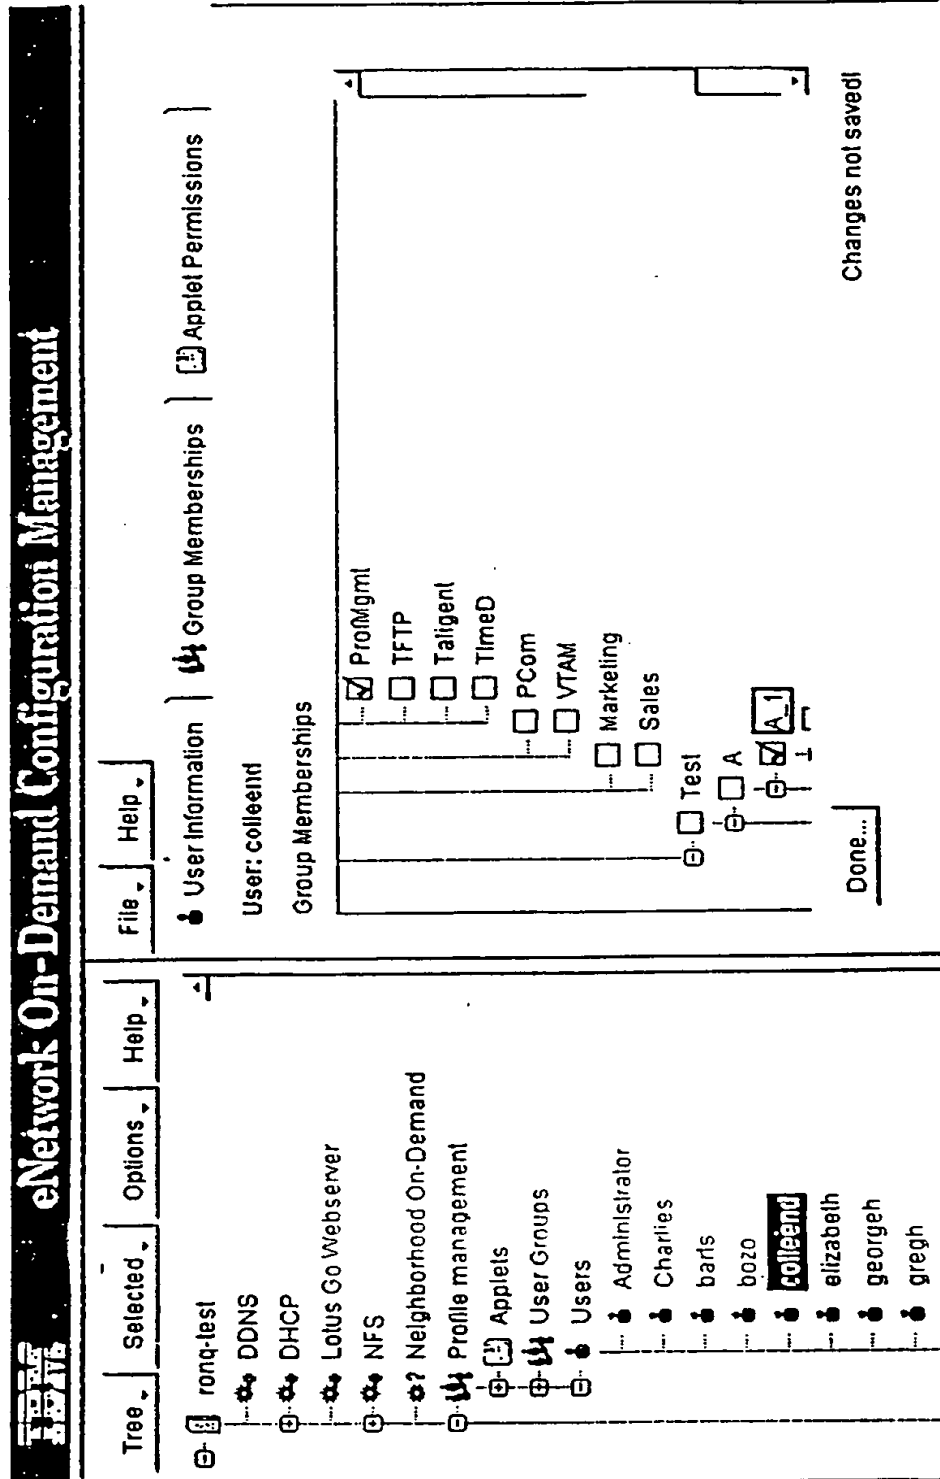 IBM eNetwork On-Demand Configuration Management
Tree Selected Options Help
ronq-test
DDNS
DHCP
Lotus Go Webserver
NFS
Neighborhood On-Demand
Profile management
Applets
User Groups
Users
Administrator
Charlies
barts
bozo
colleend
elizabeth
georgeh
gregh
File Help
User Information Group Memberships Applet Permissions
User: colleend
Group Memberships
ProfMgmt
TFTP
Taligent
TimeD
PCom
VTAM
Marketing
Sales
Test
A
A_1
Done...
Changes not saved!